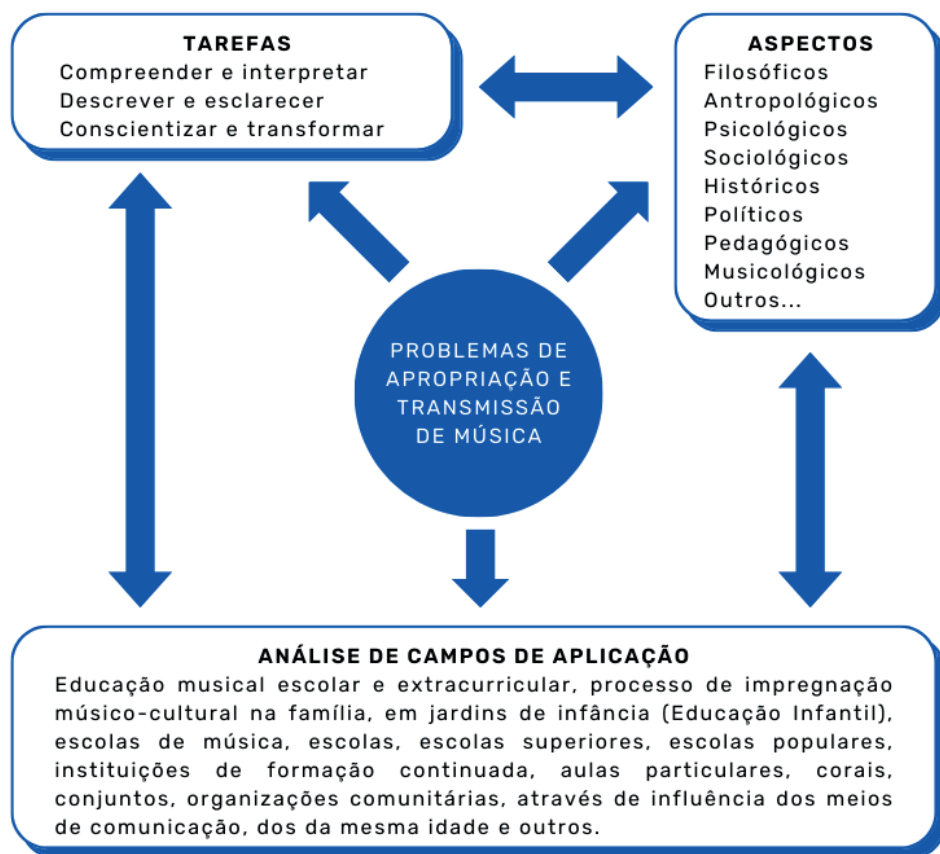 TAREFAS
Compreender e interpretar
Descrever e esclarecer
Conscientizar e transformar
ASPECTOS
Filosóficos
Antropológicos
Psicológicos
Sociológicos
Históricos
Políticos
Pedagógicos
Musicológicos
Outros...
PROBLEMAS DE
APROPRIAÇÃO E
TRANSMISSÃO
DE MÚSICA
ANÁLISE DE CAMPOS DE APLICAÇÃO
Educação musical escolar e extracurricular, processo de impregnação
músico-cultural na família, em jardins de infância (Educação Infantil),
escolas de música, escolas, escolas superiores, escolas populares,
instituições de formação continuada, aulas particulares, corais,
conjuntos, organizações comunitárias, através de influência dos meios
de comunicação, dos da mesma idade e outros.